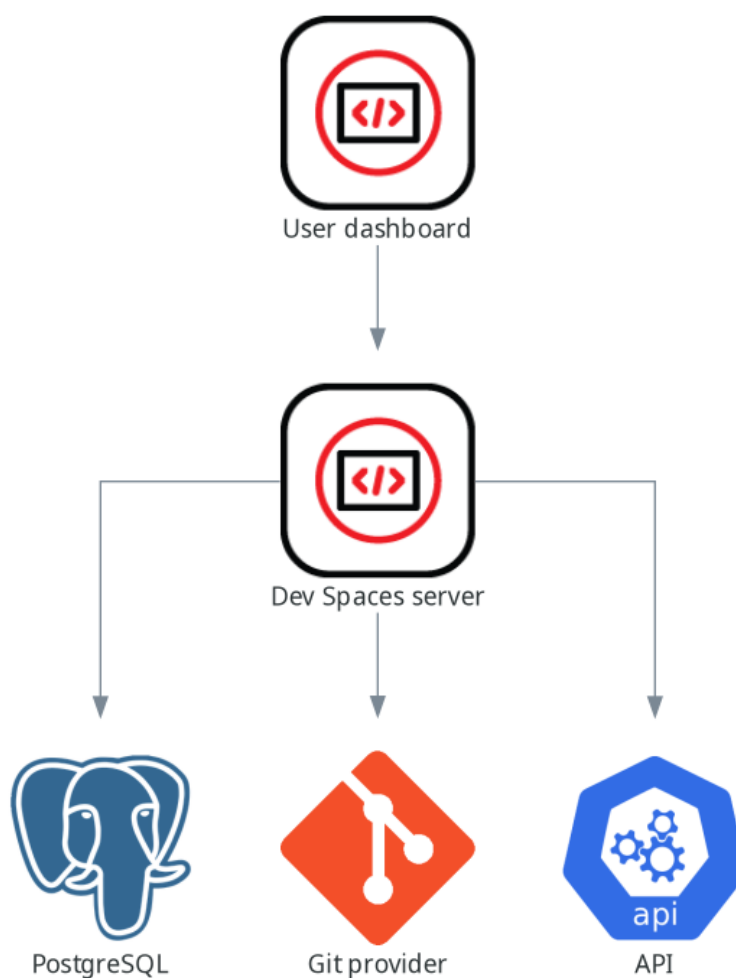 </>
User dashboard
</>
Dev Spaces server
api
PostgreSQL
Git provider
API